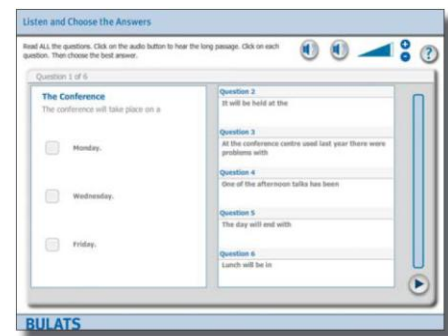 Listen and Choose the Answers
Read ALL the questions. Click on the audio button to hear the long passage. Click on each
question. Then choose the best answer.
Question 1 of 6
The Conference
The conference will take place on a
Monday.
Wednesday.
Friday.
Question 2
It will be held at the
Question 3
At the conference centre used last year there were
problems with
Question 4
One of the afternoon talks has been
Question 5
The day will end with
Question 6
Lunch will be in
BULATS